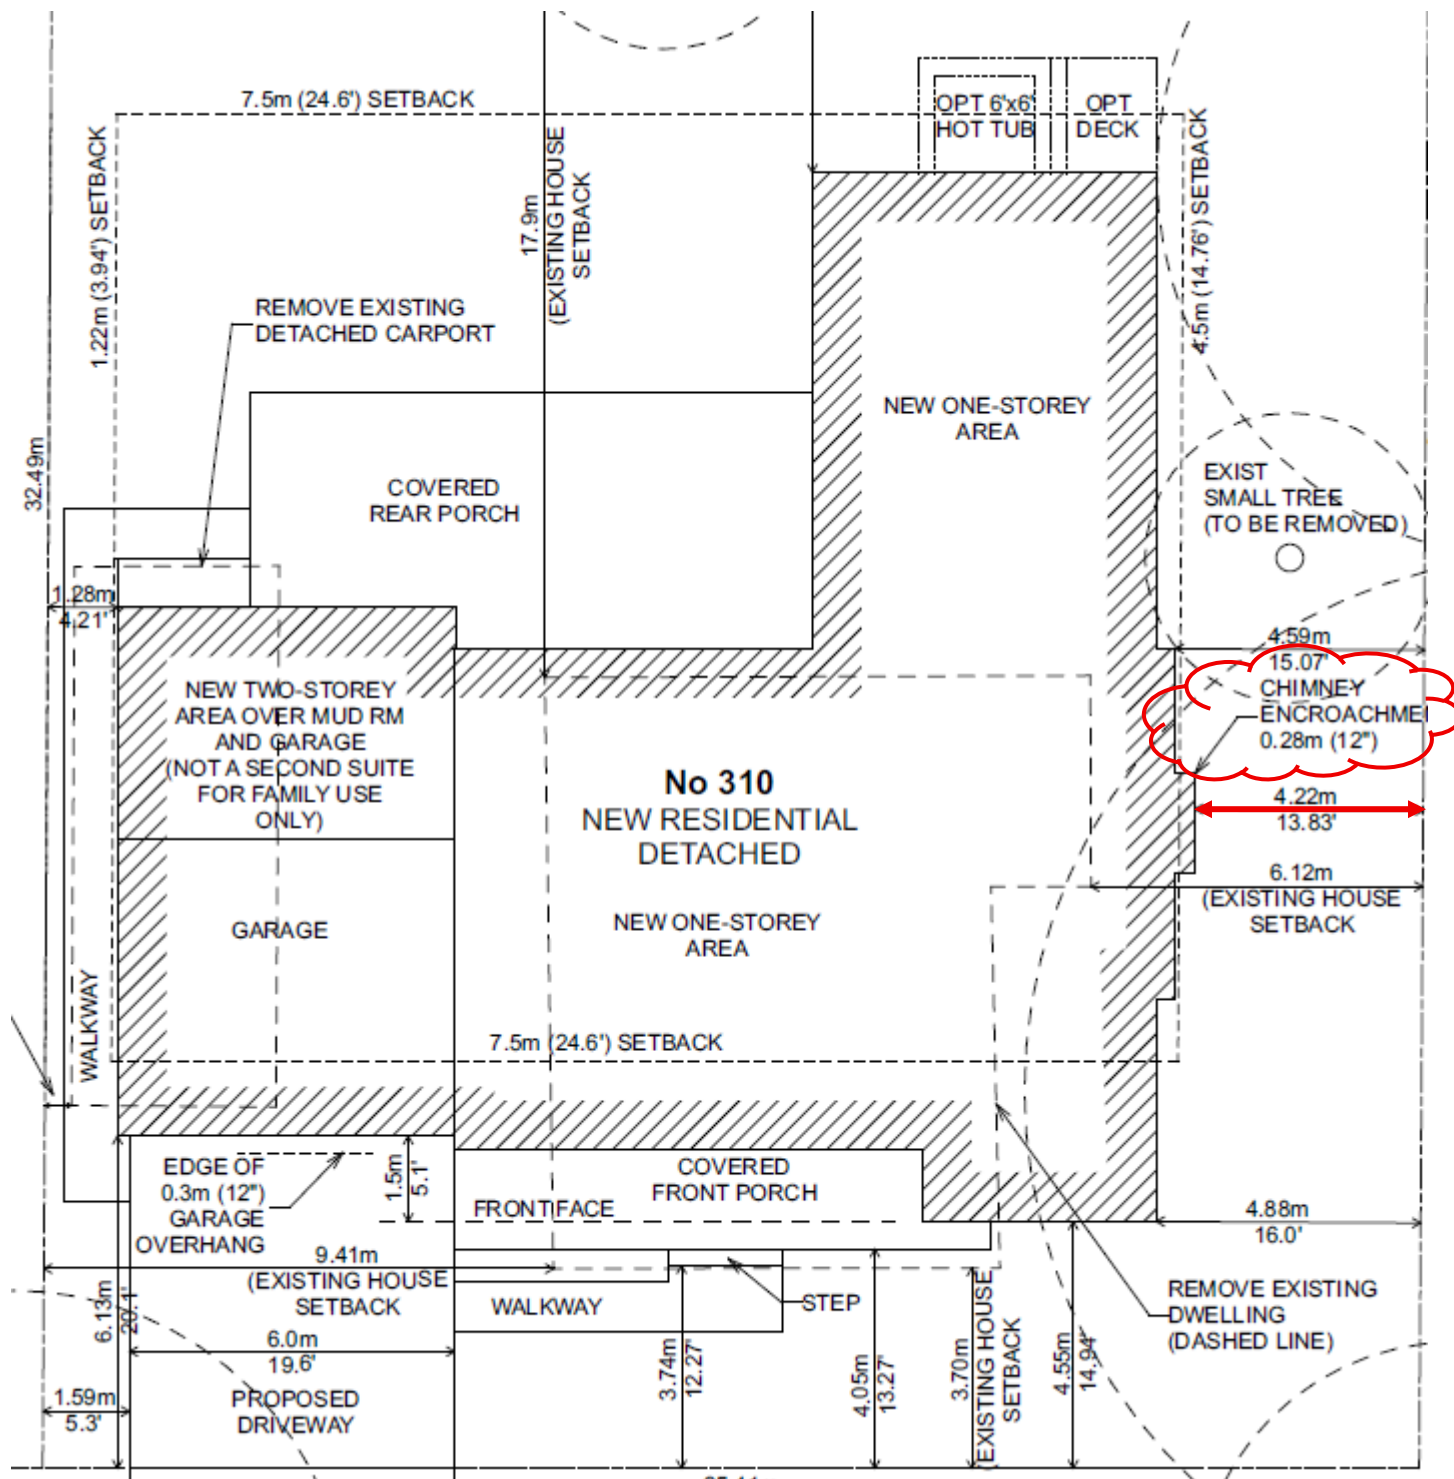 7.5m (24.6') SETBACK
OPT 6'x6'
HOT TUB
OPT
DECK
1.22m (3.94') SETBACK
17.9m
(EXISTING HOUSE
SETBACK
4.5m (14.76') SETBACK
REMOVE EXISTING
DETACHED CARPORT
NEW ONE-STOREY
AREA
32.49m
COVERED
REAR PORCH
EXIST
SMALL TREE
(TO BE REMOVED)
1.28m
4.21'
4.59m
15.07'
CHIMNEY
ENCROACHME
0.28m (12")
NEW TWO-STOREY
AREA OVER MUD RM
AND GARAGE
(NOT A SECOND SUITE
FOR FAMILY USE
ONLY)
No 310
NEW RESIDENTIAL
DETACHED
4.22m
13.83'
6.12m
(EXISTING HOUSE
SETBACK
GARAGE
NEW ONE-STOREY
AREA
WALKWAY
7.5m (24.6') SETBACK
EDGE OF
0.3m (12")
GARAGE
OVERHANG
1.5m
5.1'
COVERED
FRONT PORCH
FRONT FACE
4.88m
16.0'
9.41m
(EXISTING HOUSE
SETBACK
6.13m
20.1'
WALKWAY
STEP
REMOVE EXISTING
DWELLING
(DASHED LINE)
6.0m
19.6'
3.74m
12.27'
4.05m
13.27'
3.70m
(EXISTING HOUSE
SETBACK
4.55m
14.94'
1.59m
5.3'
PROPOSED
DRIVEWAY